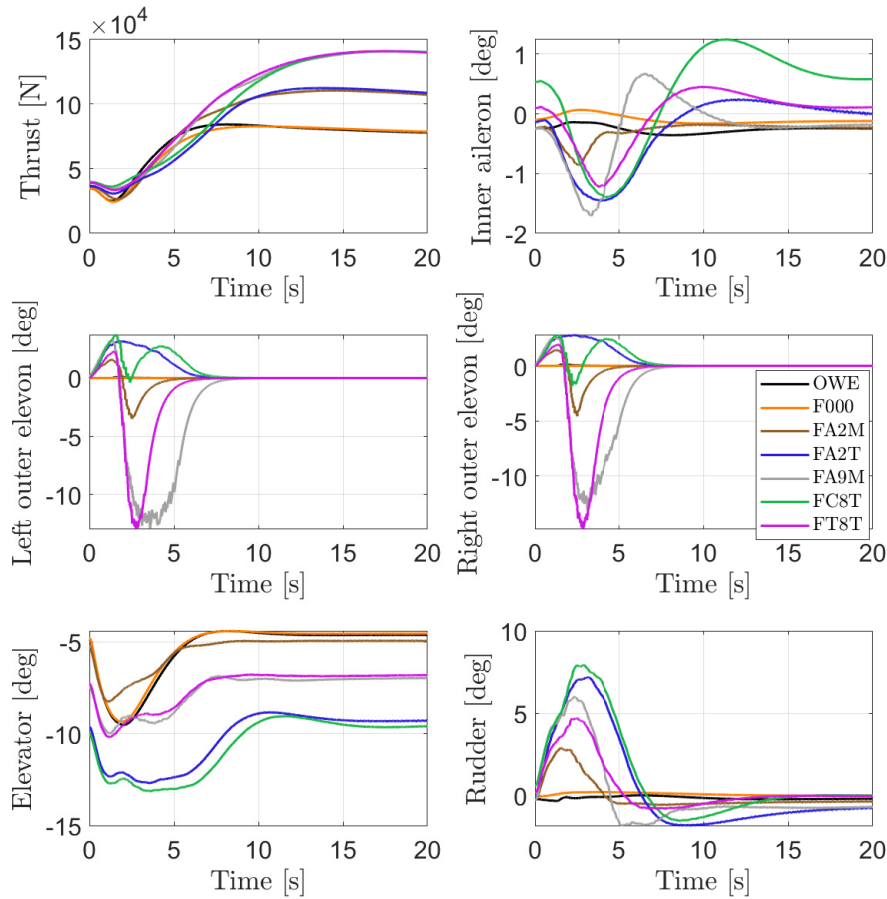 ×10⁴
Thrust [N]
15
10
5
0
0 5 10 15 20
Time [s]
Inner aileron [deg]
0
-1
-2
0 5 10 15 20
Time [s]
Left outer elevon [deg]
0
-5
-10
0 5 10 15 20
Time [s]
Right outer elevon [deg]
0
-5
-10
0 5 10 15 20
Time [s]
OWE
F000
FA2M
FA2T
FA9M
FC8T
FT8T
Elevator [deg]
-5
-10
-15
0 5 10 15 20
Time [s]
Rudder [deg]
10
5
0
0 5 10 15 20
Time [s]